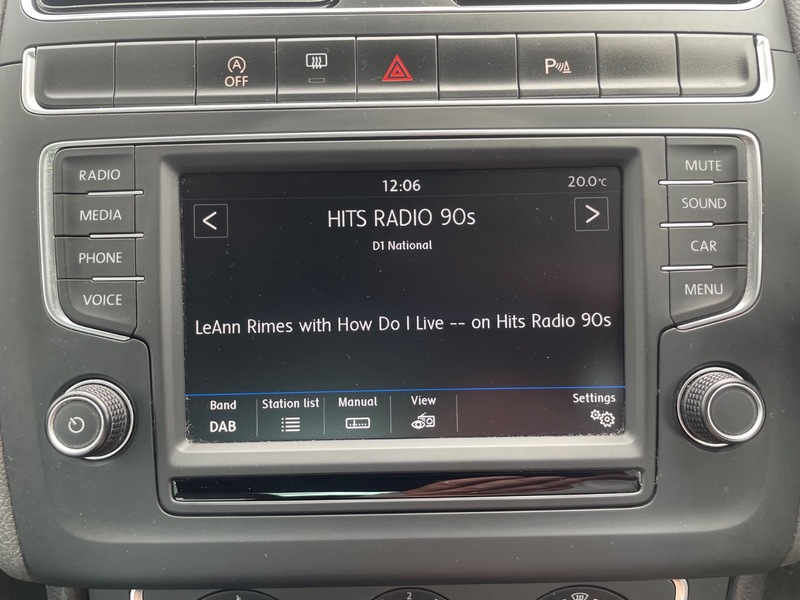 A
OFF
P
RADIO
MEDIA
PHONE
VOICE
12:06
20.0°C
<
HITS RADIO 90s
>
D1 National
LeAnn Rimes with How Do I Live -- on Hits Radio 90s
Band
DAB
Station list
Manual
View
Settings
MUTE
SOUND
CAR
MENU
2